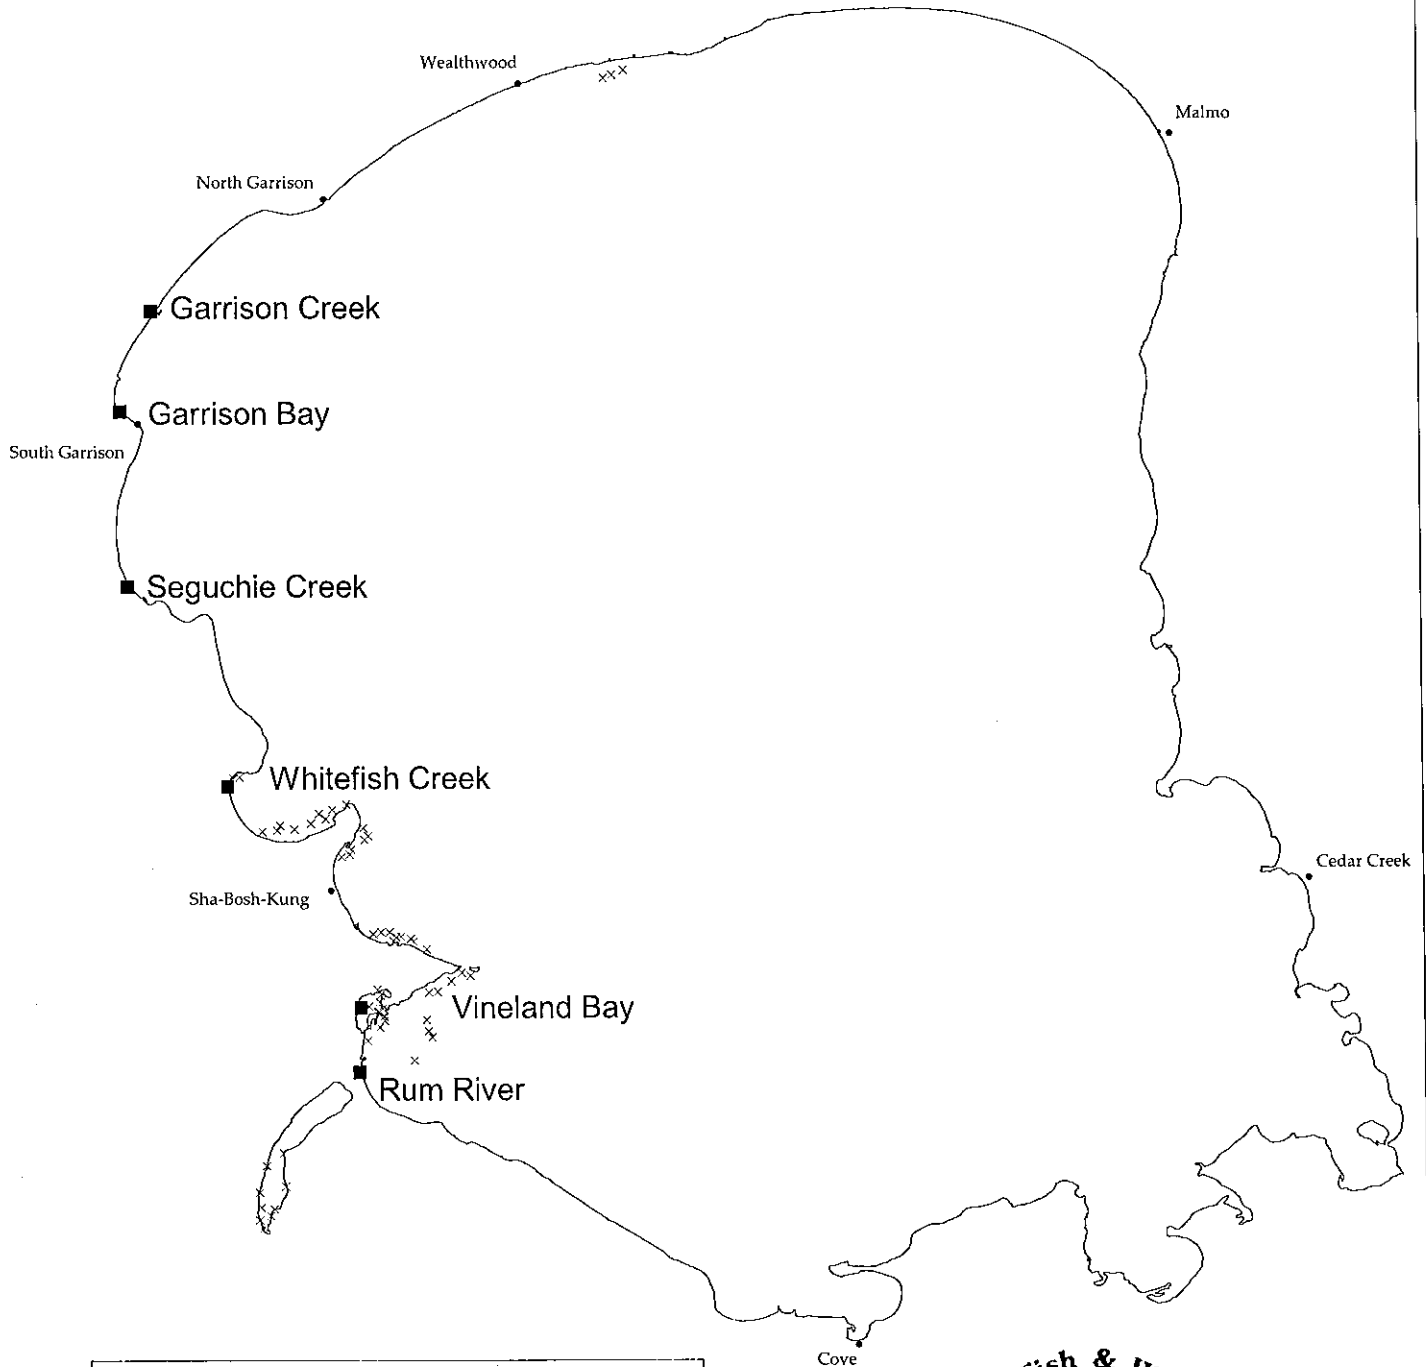 Wealthwood
Malmo
North Garrison
Garrison Creek
Garrison Bay
South Garrison
Seguchie Creek
Whitefish Creek
Cedar Creek
Sha-Bosh-Kung
Vineland Bay
Rum River
Cove
ish &